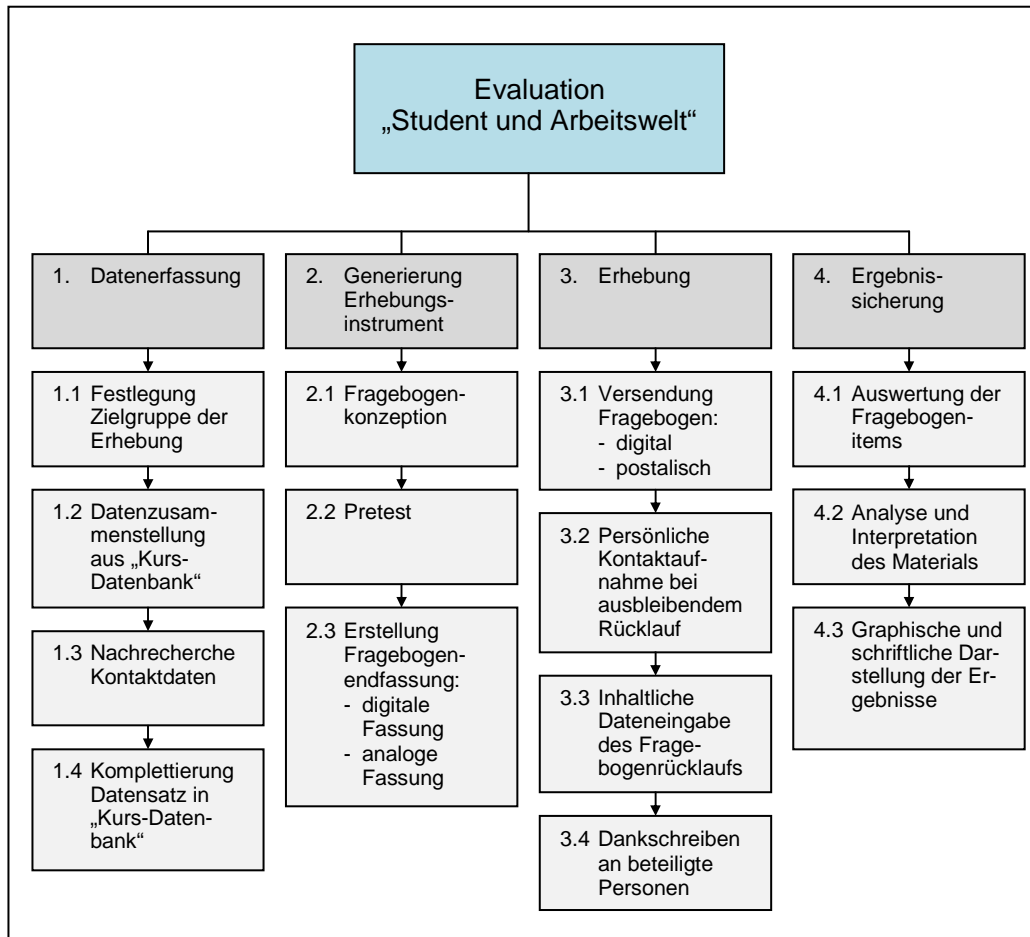 Evaluation
„Student und Arbeitswelt“
1. Datenerfassung
1.1 Festlegung
Zielgruppe der
Erhebung
1.2 Datenzusam-
menstellung
aus „Kurs-
Datenbank“
1.3 Nachrecherche
Kontaktdaten
1.4 Komplettierung
Datensatz in
„Kurs-Daten-
bank“
2. Generierung
Erhebungs-
instrument
2.1 Fragebogen-
konzeption
2.2 Pretest
2.3 Erstellung
Fragebogen-
endfassung:
- digitale
Fassung
- analoge
Fassung
3. Erhebung
3.1 Versendung
Fragebogen:
- digital
- postalisch
3.2 Persönliche
Kontaktauf-
nahme bei
ausbleibendem
Rücklauf
3.3 Inhaltliche
Dateneingabe
des Frage-
bogenrücklaufs
3.4 Dankschreiben
an beteiligte
Personen
4. Ergebnis-
sicherung
4.1 Auswertung der
Fragebogen-
items
4.2 Analyse und
Interpretation
des Materials
4.3 Graphische und
schriftliche Dar-
stellung der Er-
gebnisse